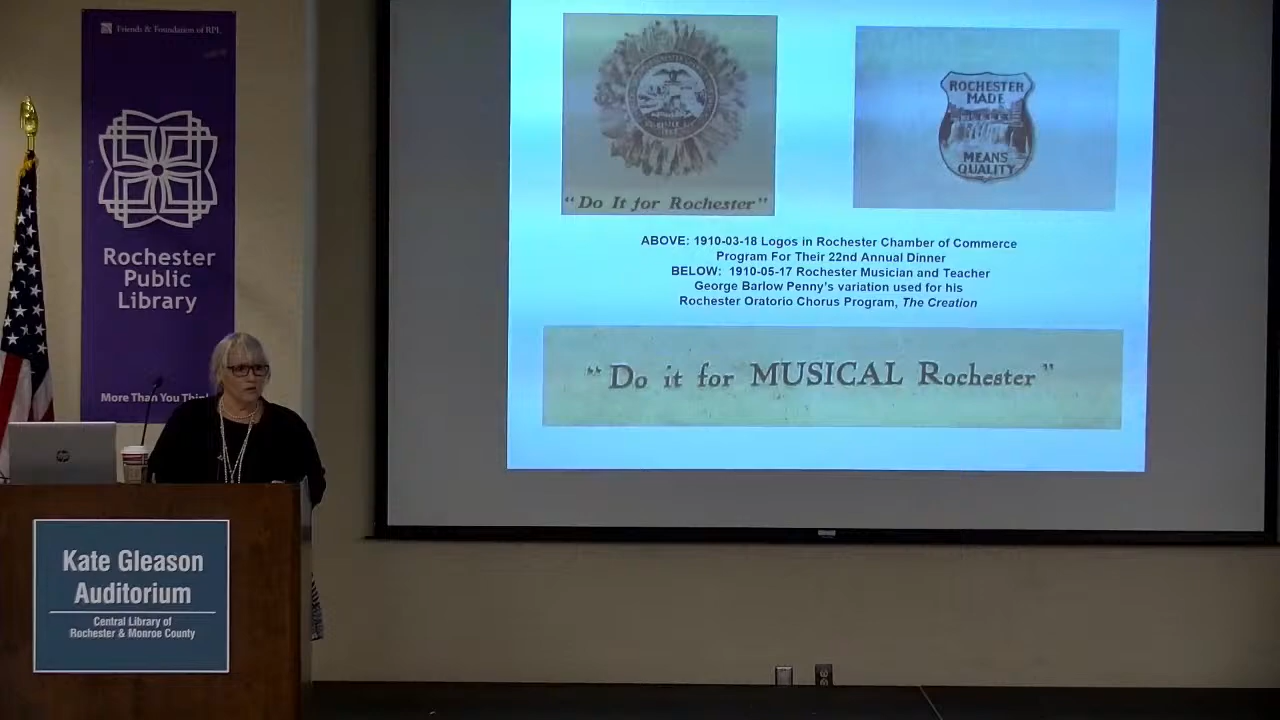 Friends & Foundation of RPL
Rochester
Public
Library
More Than You Thin
Kate Gleason
Auditorium
Central Library of
Rochester & Monroe County
hp
"Do It for Rochester"
ROCHESTER
MADE
MEANS
QUALITY
ABOVE: 1910-03-18 Logos in Rochester Chamber of Commerce
Program For Their 22nd Annual Dinner
BELOW: 1910-05-17 Rochester Musician and Teacher
George Barlow Penny's variation used for his
Rochester Oratorio Chorus Program, The Creation
"Do it for MUSICAL Rochester"